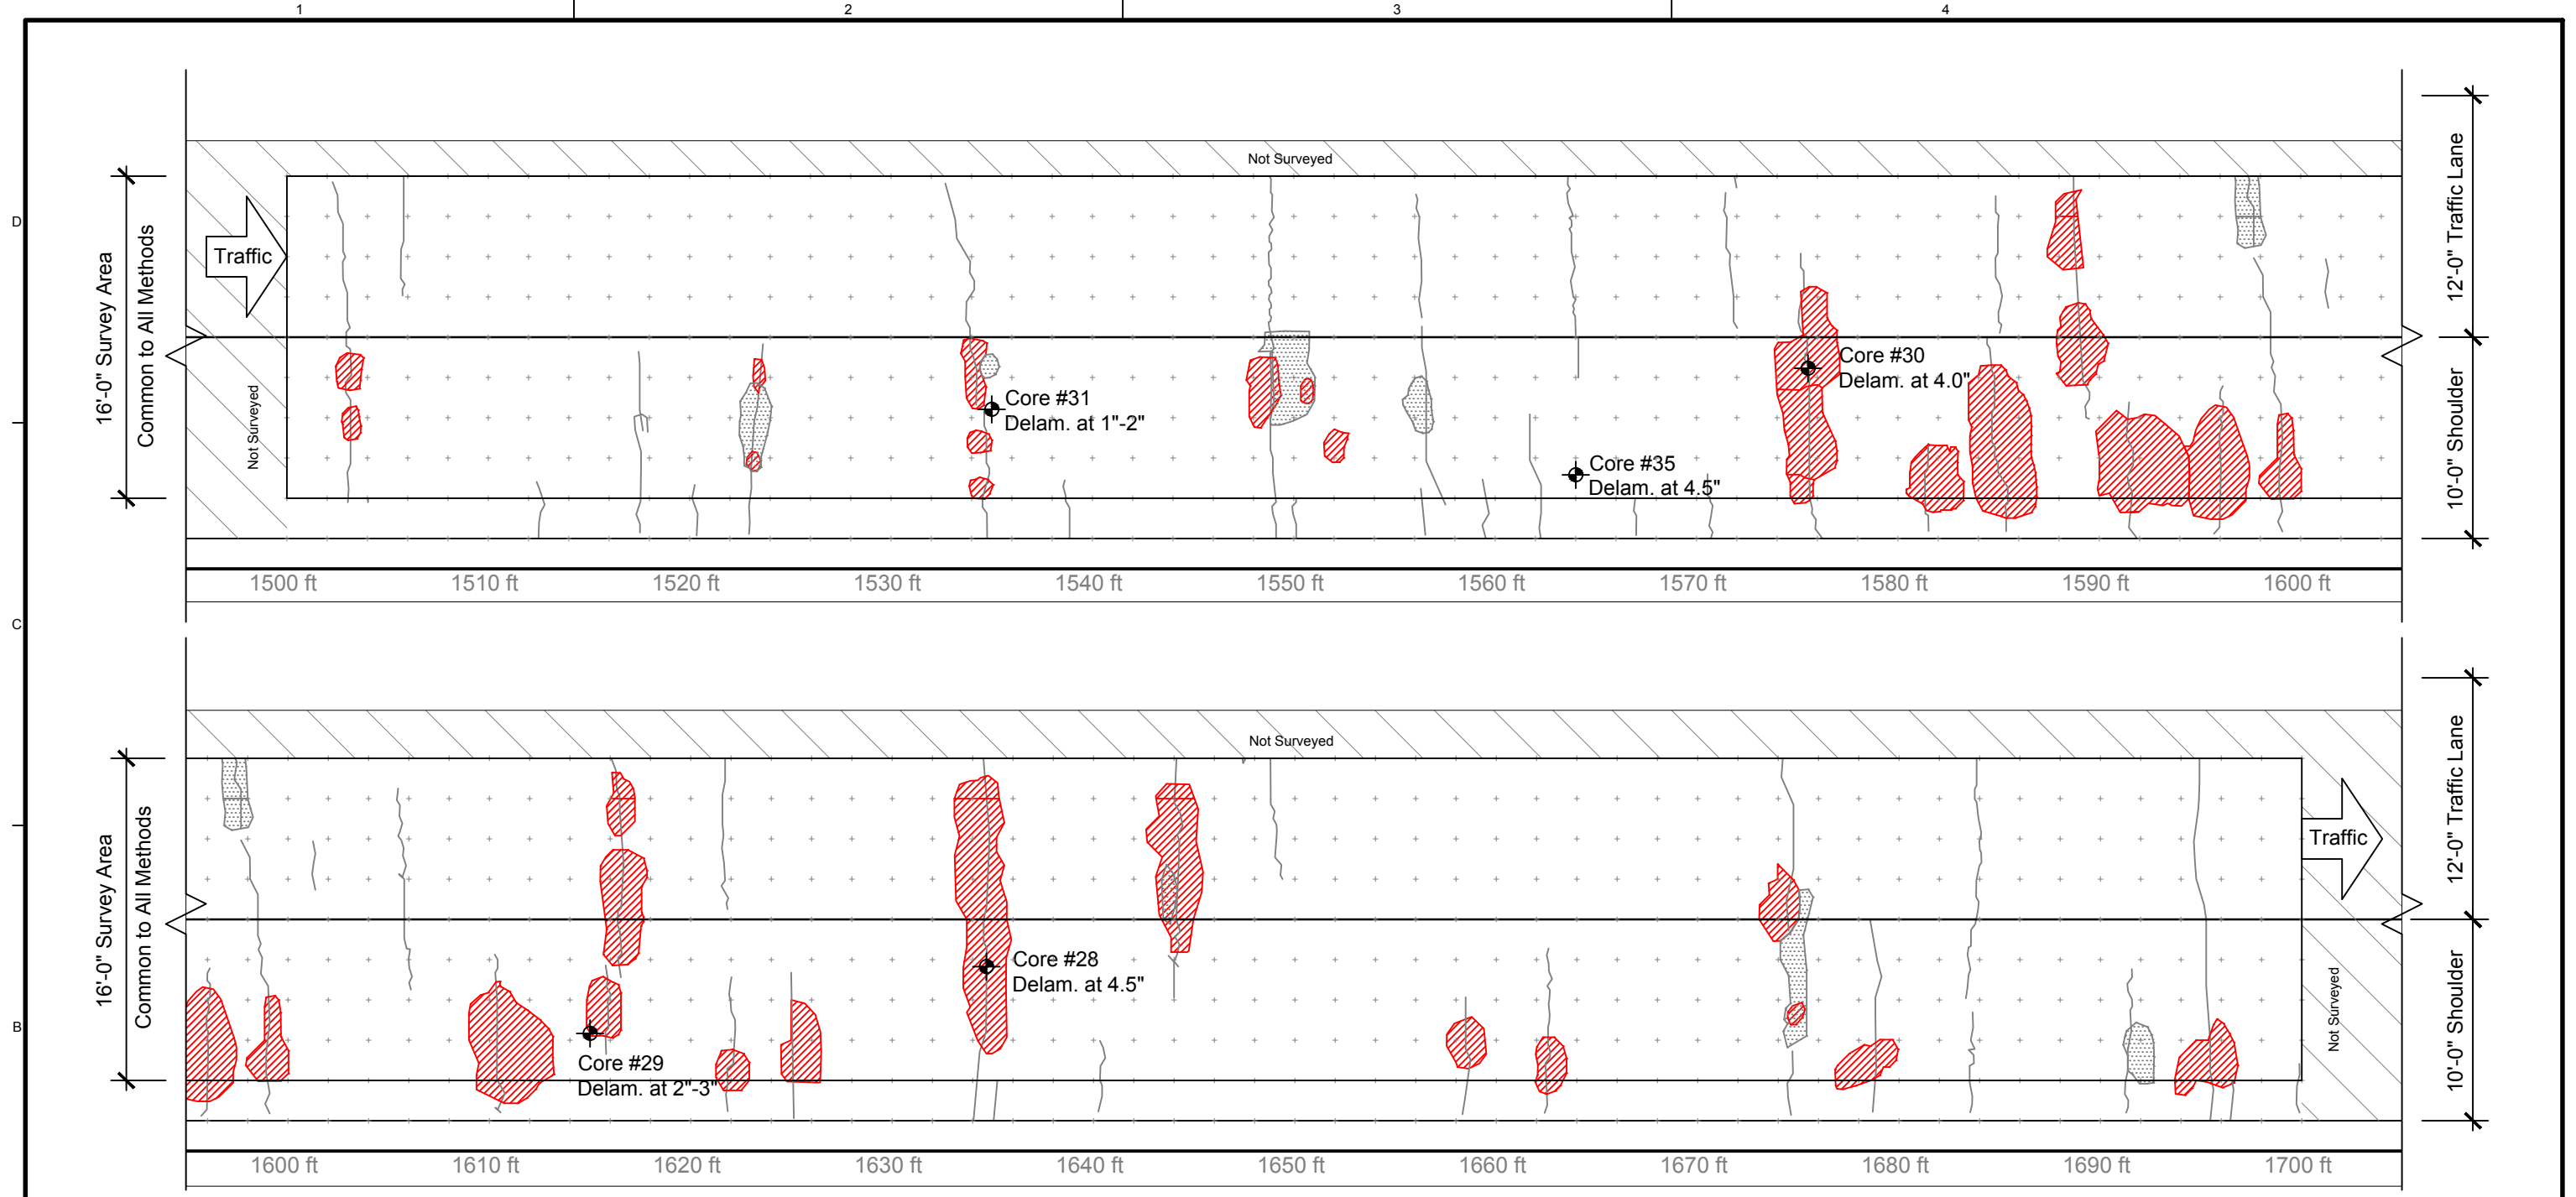 1 2 3 4
D
C
B
Not Surveyed
16'-0" Survey Area
Common to All Methods
Traffic
Not Surveyed
12'-0" Traffic Lane
10'-0" Shoulder
Core #31
Delam. at 1"-2"
Core #35
Delam. at 4.5"
Core #30
Delam. at 4.0"
1500 ft 1510 ft 1520 ft 1530 ft 1540 ft 1550 ft 1560 ft 1570 ft 1580 ft 1590 ft 1600 ft
Not Surveyed
16'-0" Survey Area
Common to All Methods
Traffic
Not Surveyed
12'-0" Traffic Lane
10'-0" Shoulder
Core #29
Delam. at 2"-3"
Core #28
Delam. at 4.5"
1600 ft 1610 ft 1620 ft 1630 ft 1640 ft 1650 ft 1660 ft 1670 ft 1680 ft 1690 ft 1700 ft